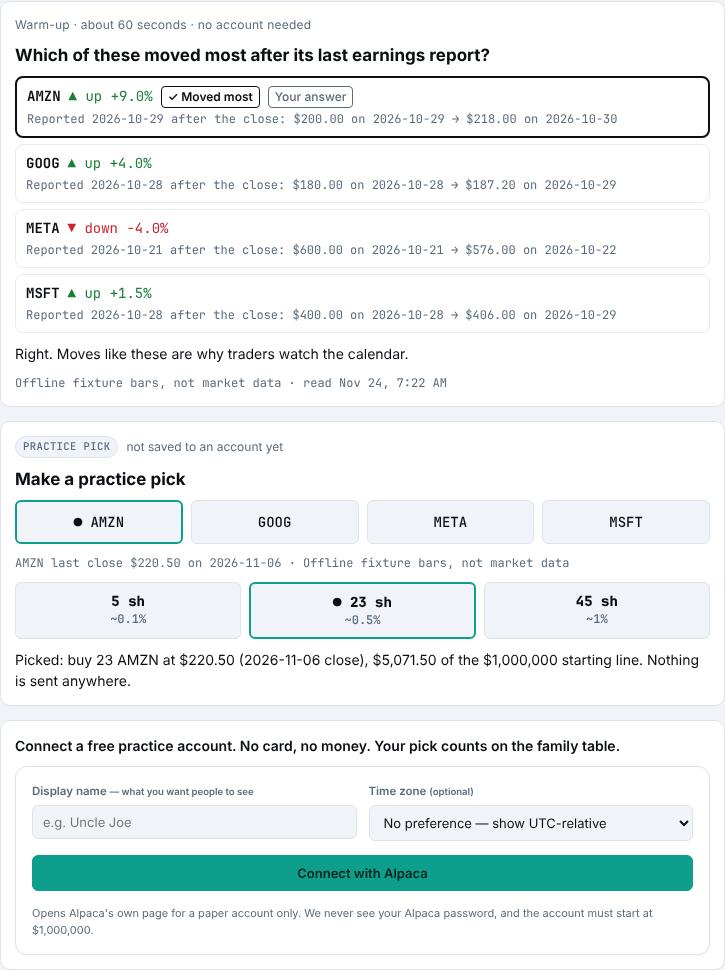 Warm-up · about 60 seconds · no account needed
Which of these moved most after its last earnings report?
AMZN ▲ up +9.0% ✓ Moved most Your answer
Reported 2026-10-29 after the close: $200.00 on 2026-10-29 → $218.00 on 2026-10-30
GOOG ▲ up +4.0%
Reported 2026-10-28 after the close: $180.00 on 2026-10-28 → $187.20 on 2026-10-29
META ▼ down -4.0%
Reported 2026-10-21 after the close: $600.00 on 2026-10-21 → $576.00 on 2026-10-22
MSFT ▲ up +1.5%
Reported 2026-10-28 after the close: $400.00 on 2026-10-28 → $406.00 on 2026-10-29
Right. Moves like these are why traders watch the calendar.
Offline fixture bars, not market data · read Nov 24, 7:22 AM
PRACTICE PICK not saved to an account yet
Make a practice pick
● AMZN GOOG META MSFT
AMZN last close $220.50 on 2026-11-06 · Offline fixture bars, not market data
5 sh ● 23 sh 45 sh
~0.1% ~0.5% ~1%
Picked: buy 23 AMZN at $220.50 (2026-11-06 close), $5,071.50 of the $1,000,000 starting line. Nothing
is sent anywhere.
Connect a free practice account. No card, no money. Your pick counts on the family table.
Display name — what you want people to see Time zone (optional)
e.g. Uncle Joe No preference — show UTC-relative
Connect with Alpaca
Opens Alpaca's own page for a paper account only. We never see your Alpaca password, and the account must start at
$1,000,000.